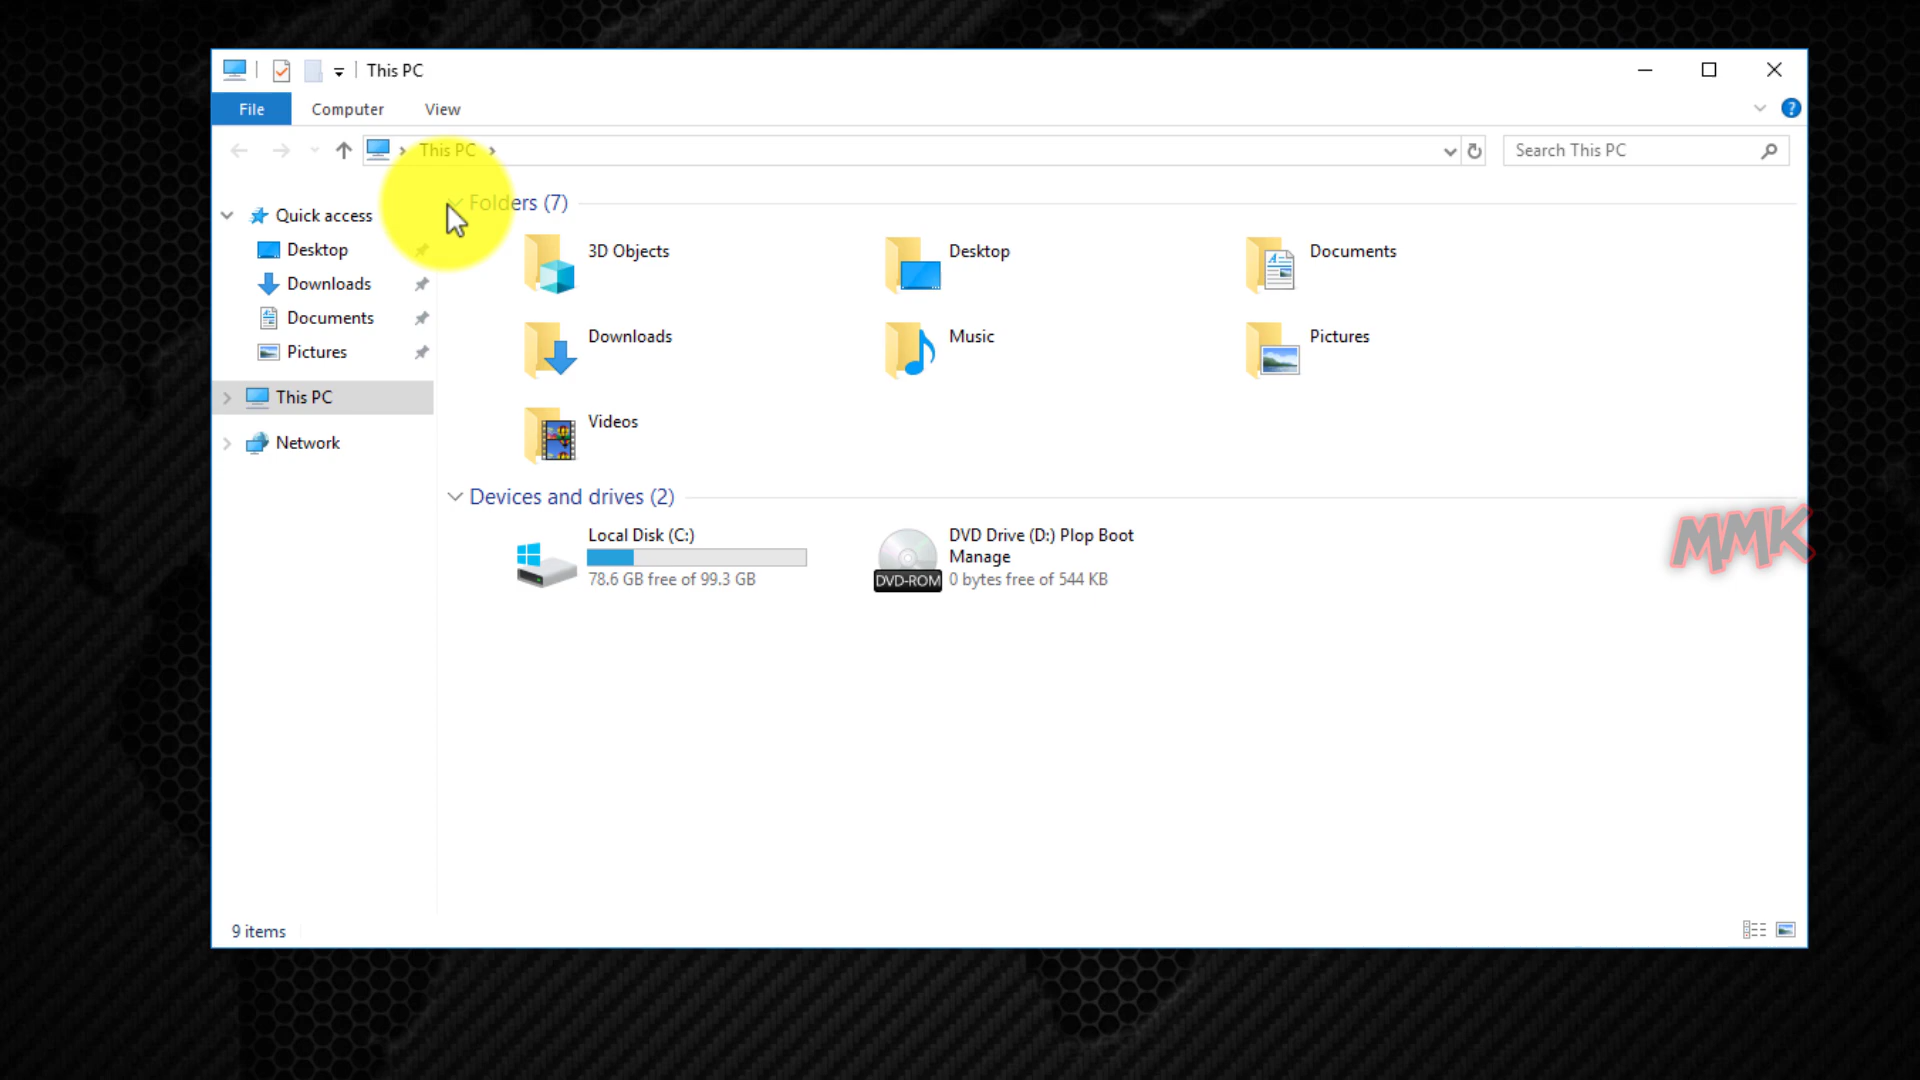 This PC
File Computer View
This PC
Search This PC
Quick access
Desktop
Downloads
Documents
Pictures
This PC
Network
Folders (7)
3D Objects
Desktop
Documents
Downloads
Music
Pictures
Videos
Devices and drives (2)
Local Disk (C:)
78.6 GB free of 99.3 GB
DVD-ROM
DVD Drive (D:) Plop Boot
Manage
0 bytes free of 544 KB
MMK
9 items